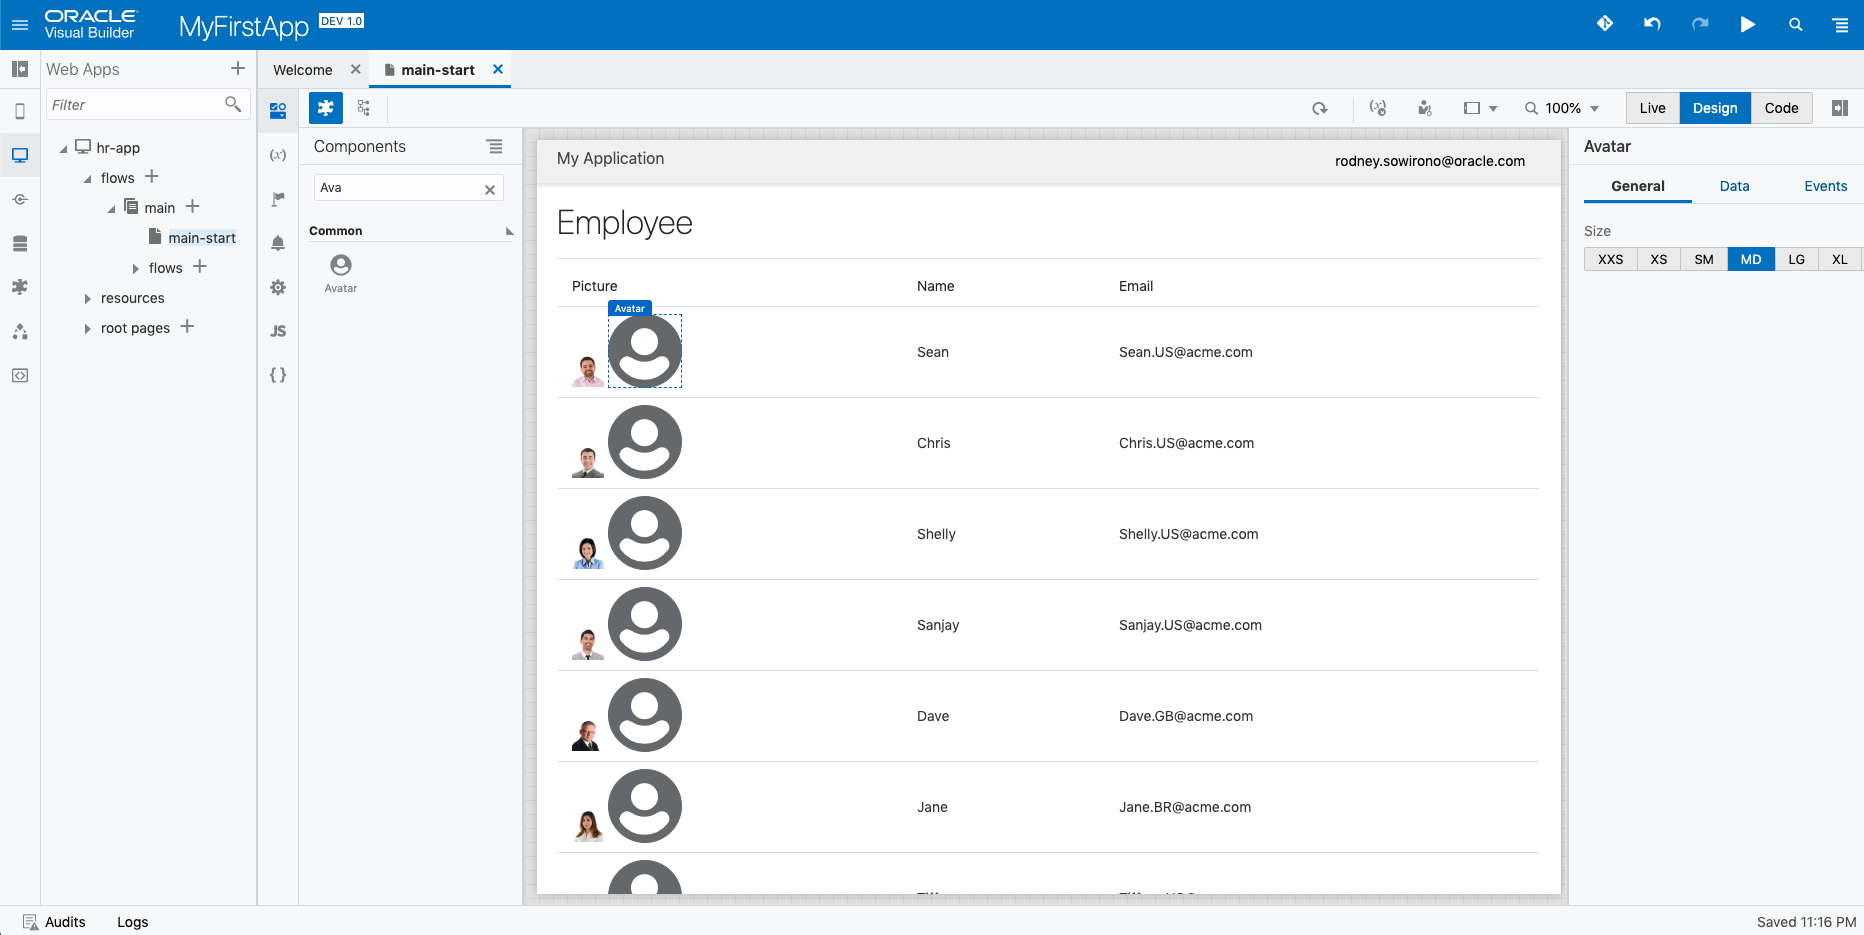 ORACLE
Visual Builder
MyFirstApp DEV 1.0
Web Apps
Filter
hr-app
flows
main
main-start
flows
resources
root pages
Welcome
main-start
(x)
JS
{ }
100%
Live Design Code
Components
Ava
Common
Avatar
My Application
rodney.sowirono@oracle.com
Employee
Picture Name Email
Avatar
Sean Sean.US@acme.com
Chris Chris.US@acme.com
Shelly Shelly.US@acme.com
Sanjay Sanjay.US@acme.com
Dave Dave.GB@acme.com
Jane Jane.BR@acme.com
Avatar
General Data Events
Size
XXS XS SM MD LG XL
Audits Logs
Saved 11:16 PM